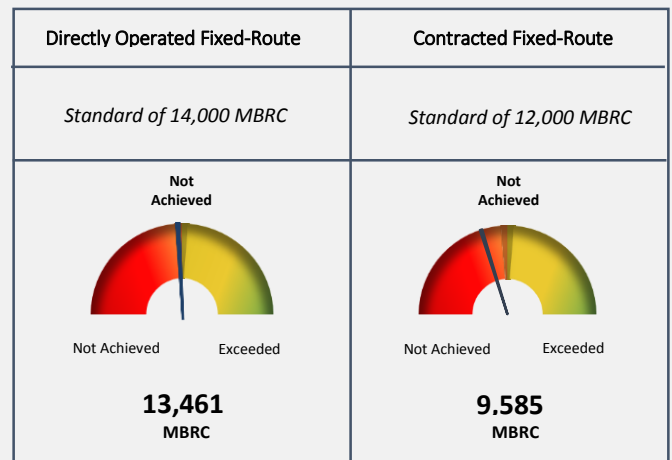 Directly Operated Fixed-Route
Contracted Fixed-Route
Standard of 14,000 MBRC
Standard of 12,000 MBRC
Not
Achieved
Not Achieved
Exceeded
13,461
MBRC
Not
Achieved
Not Achieved
Exceeded
9,585
MBRC